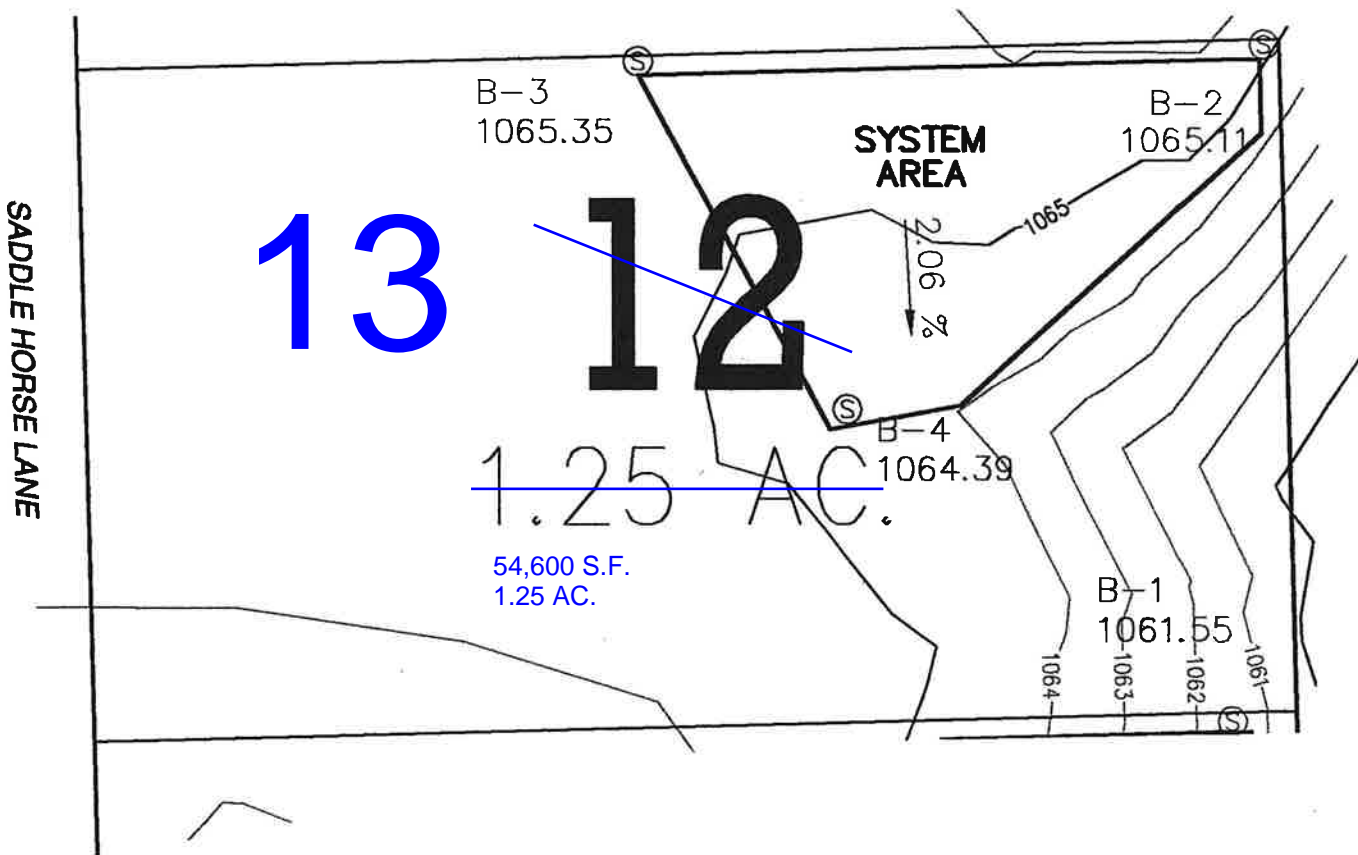 B-3
1065.35
SYSTEM
AREA
B-2
1065.11
SADDLE HORSE LANE
13
12
1065
2.06 %
B-4
1064.39
1.25 AC.
54,600 S.F.
1.25 AC.
B-1
1061.55
1064
1063
1062
1061
S
S
S
S